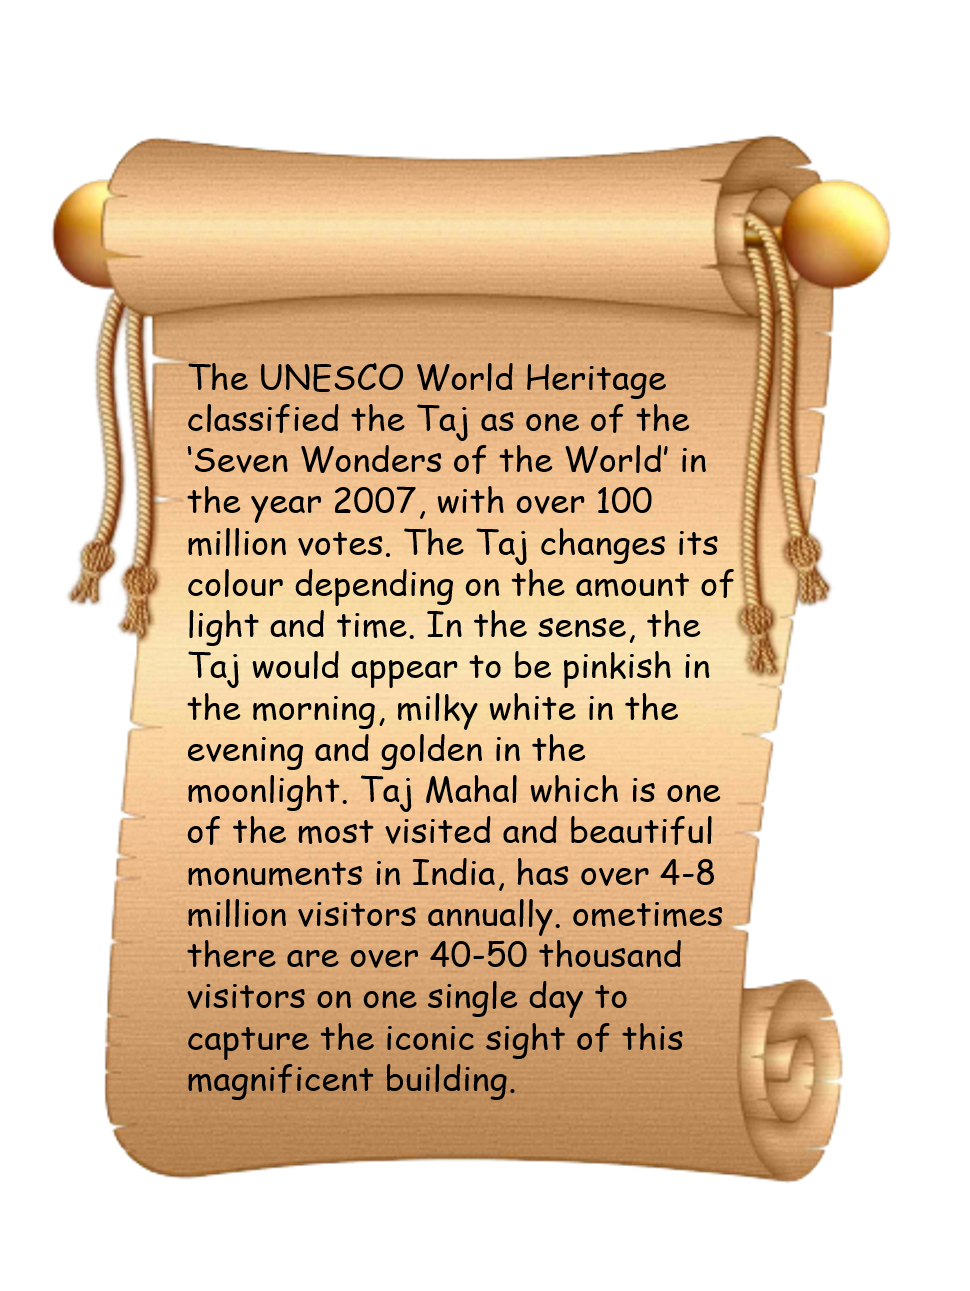 The UNESCO World Heritage
classified the Taj as one of the
‘Seven Wonders of the World’ in
the year 2007, with over 100
million votes. The Taj changes its
colour depending on the amount of
light and time. In the sense, the
Taj would appear to be pinkish in
the morning, milky white in the
evening and golden in the
moonlight. Taj Mahal which is one
of the most visited and beautiful
monuments in India, has over 4-8
million visitors annually. ometimes
there are over 40-50 thousand
visitors on one single day to
capture the iconic sight of this
magnificent building.